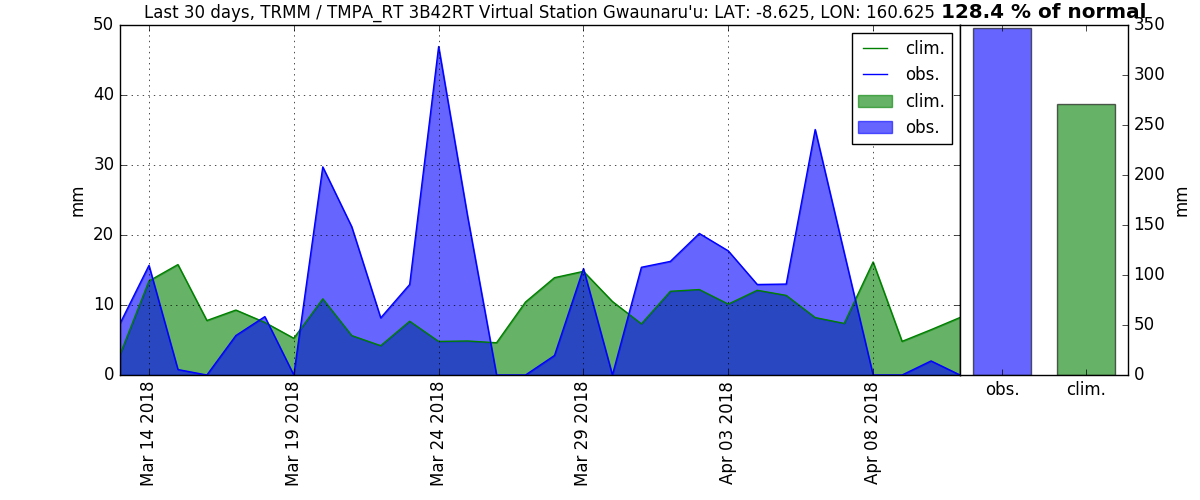 Last 30 days, TRMM / TMPA_RT 3B42RT Virtual Station Gwaunaru'u: LAT: -8.625, LON: 160.625 128.4 % of normal
50
40
30
20
10
0
mm
clim.
obs.
clim.
obs.
Mar 14 2018
Mar 19 2018
Mar 24 2018
Mar 29 2018
Apr 03 2018
Apr 08 2018
350
300
250
200
150
100
50
0
mm
obs.
clim.